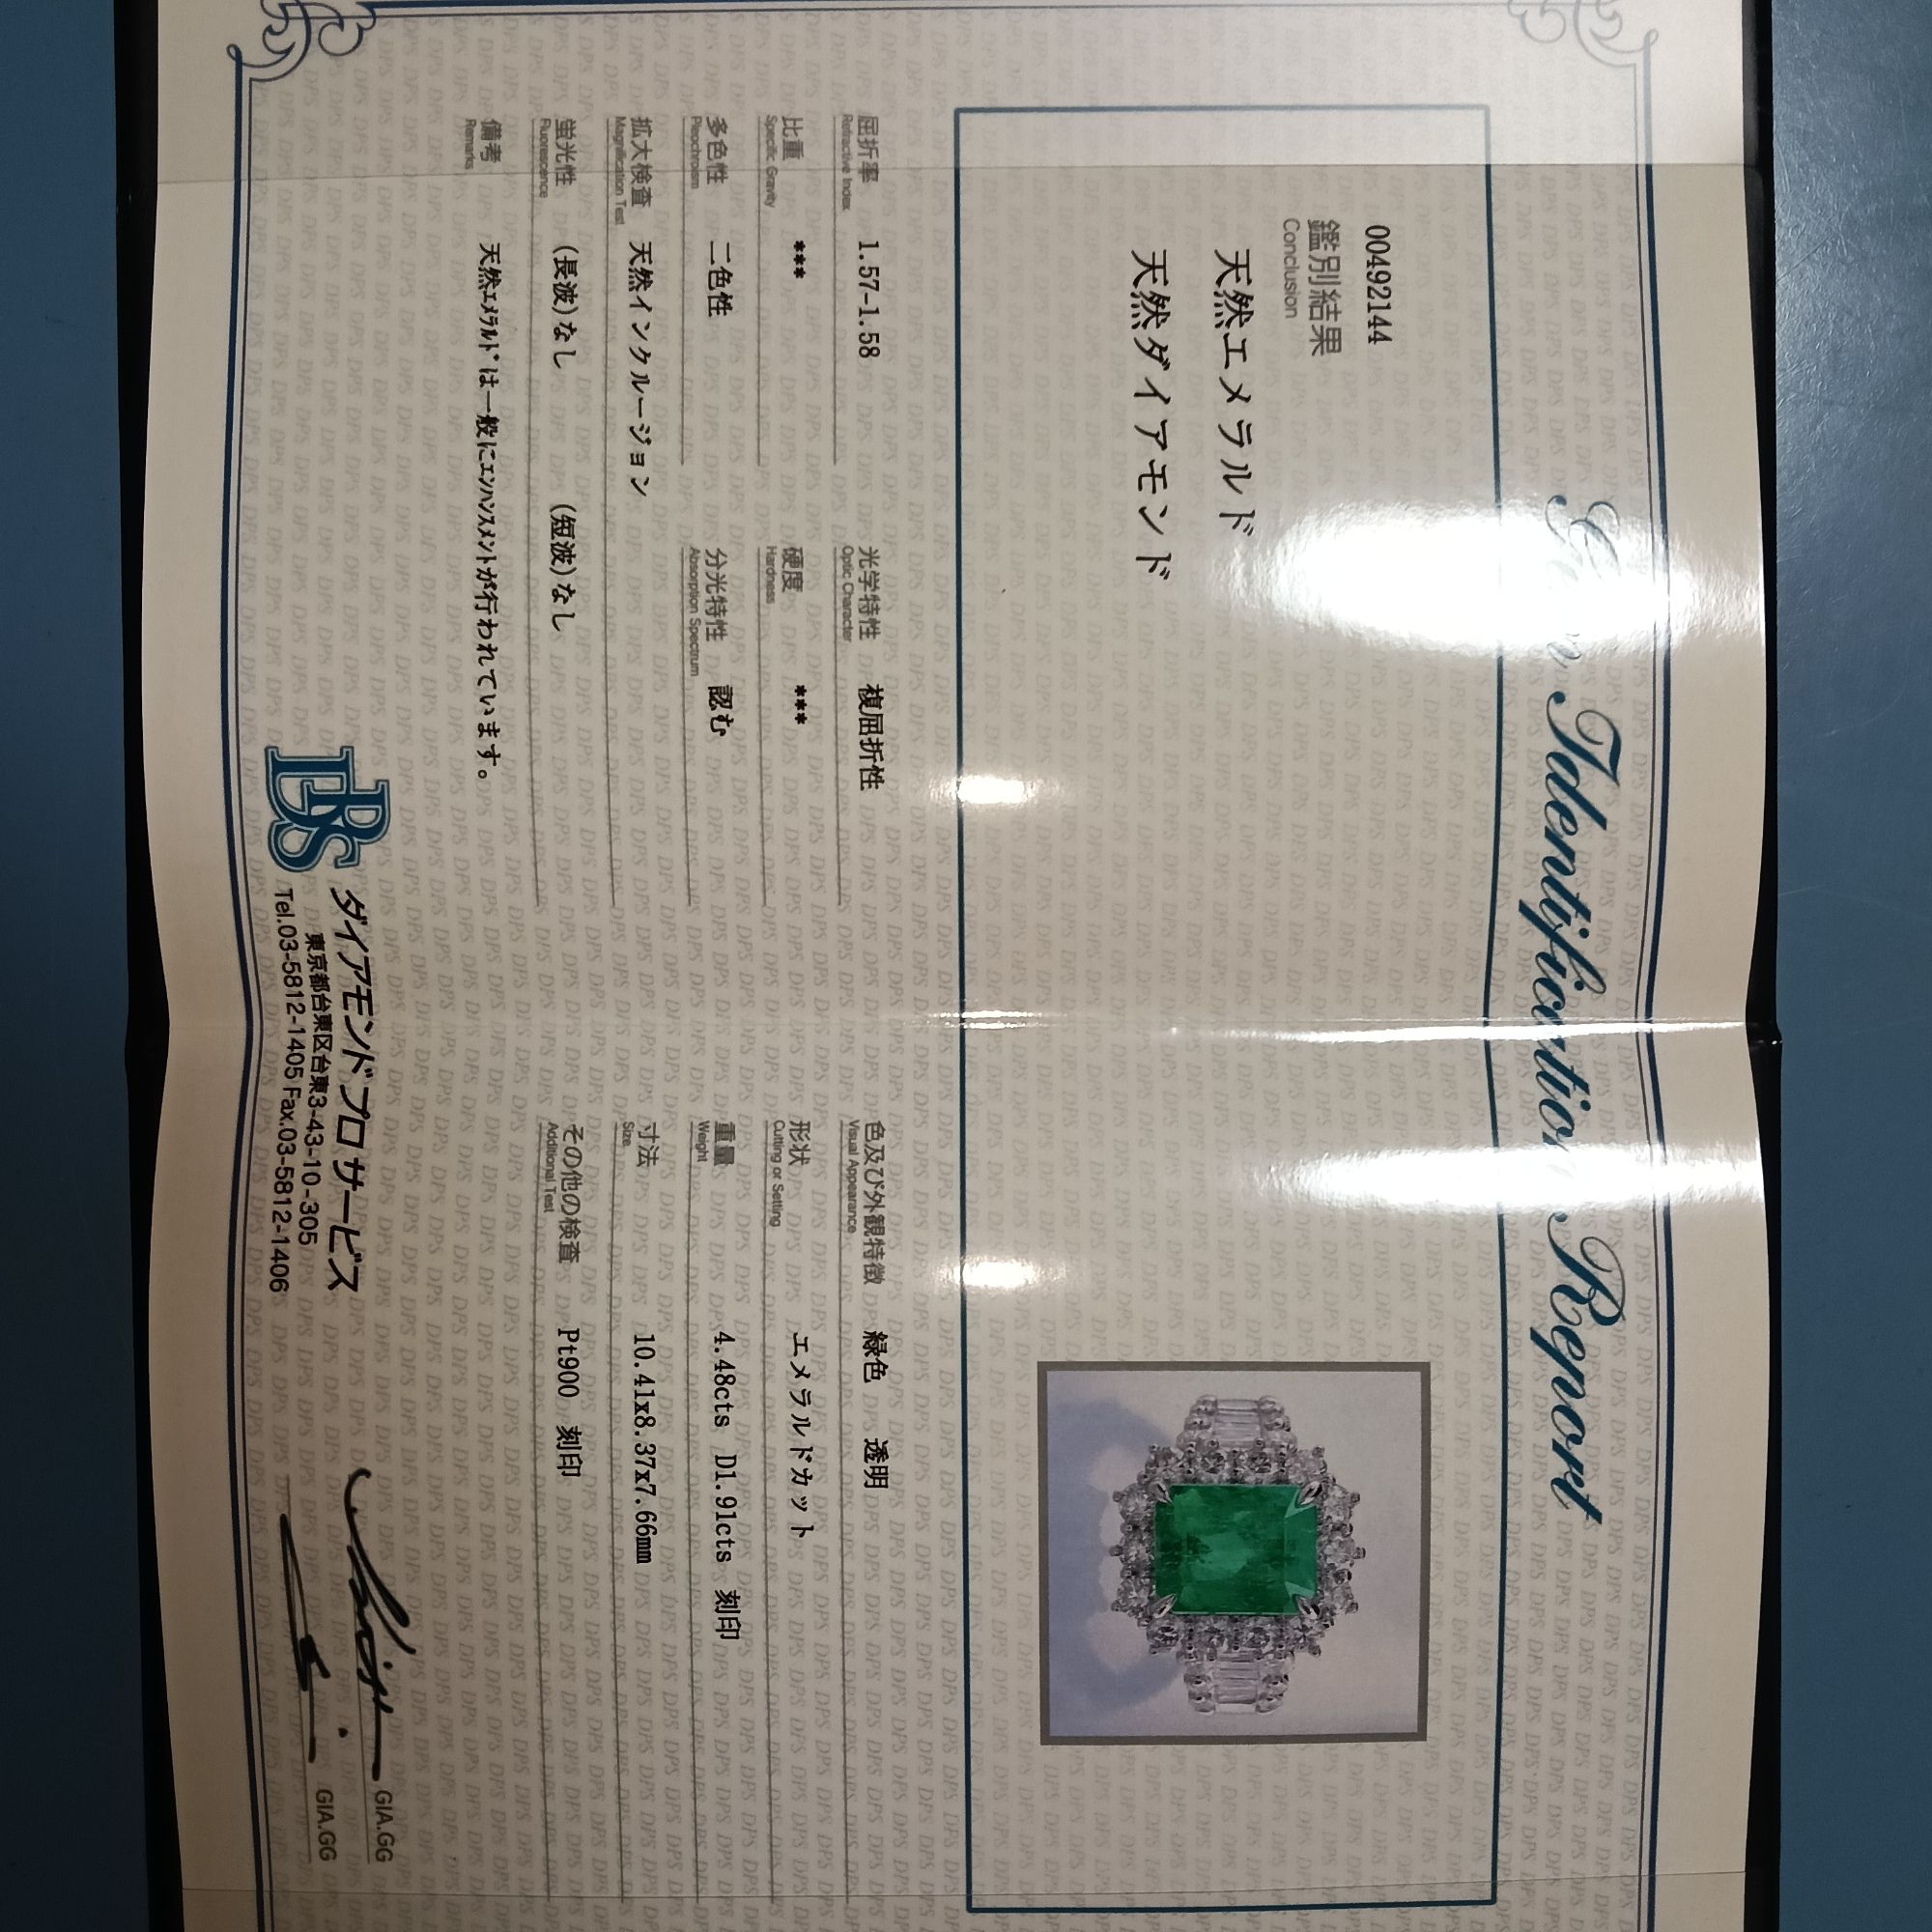 Identification Report
00492144
鑑別結果
Conclusion
天然エメラルド
天然ダイアモンド
屈折率 1.57-1.58 光学特性 複屈折性 色及び外観特徴 緑色 透明
Refractive Index Optic Character Visual Appearance
比重 *** 硬度 *** 形状 エメラルドカット
Specific Gravity Hardness Cutting or Setting
多色性 二色性 分光特性 認む 重量 4.48cts D1.91cts 刻印
Pleochroism Absorption Spectrum Weight
拡大検査 天然インクルージョン 寸法 10.41x8.37x7.66mm
Magnification Test Size
蛍光性 (長波)なし (短波)なし その他の検査 Pt900 刻印
Fluorescence Additional Test
備考 天然ｴﾒﾗﾙﾄﾞは一般にｴﾝﾊﾝｽﾒﾝﾄが行われています。
Remarks
DPS ダイアモンドプロサービス
東京都台東区台東3-43-10-305
Tel.03-5812-1405 Fax.03-5812-1406
GIA.GG
GIA.GG